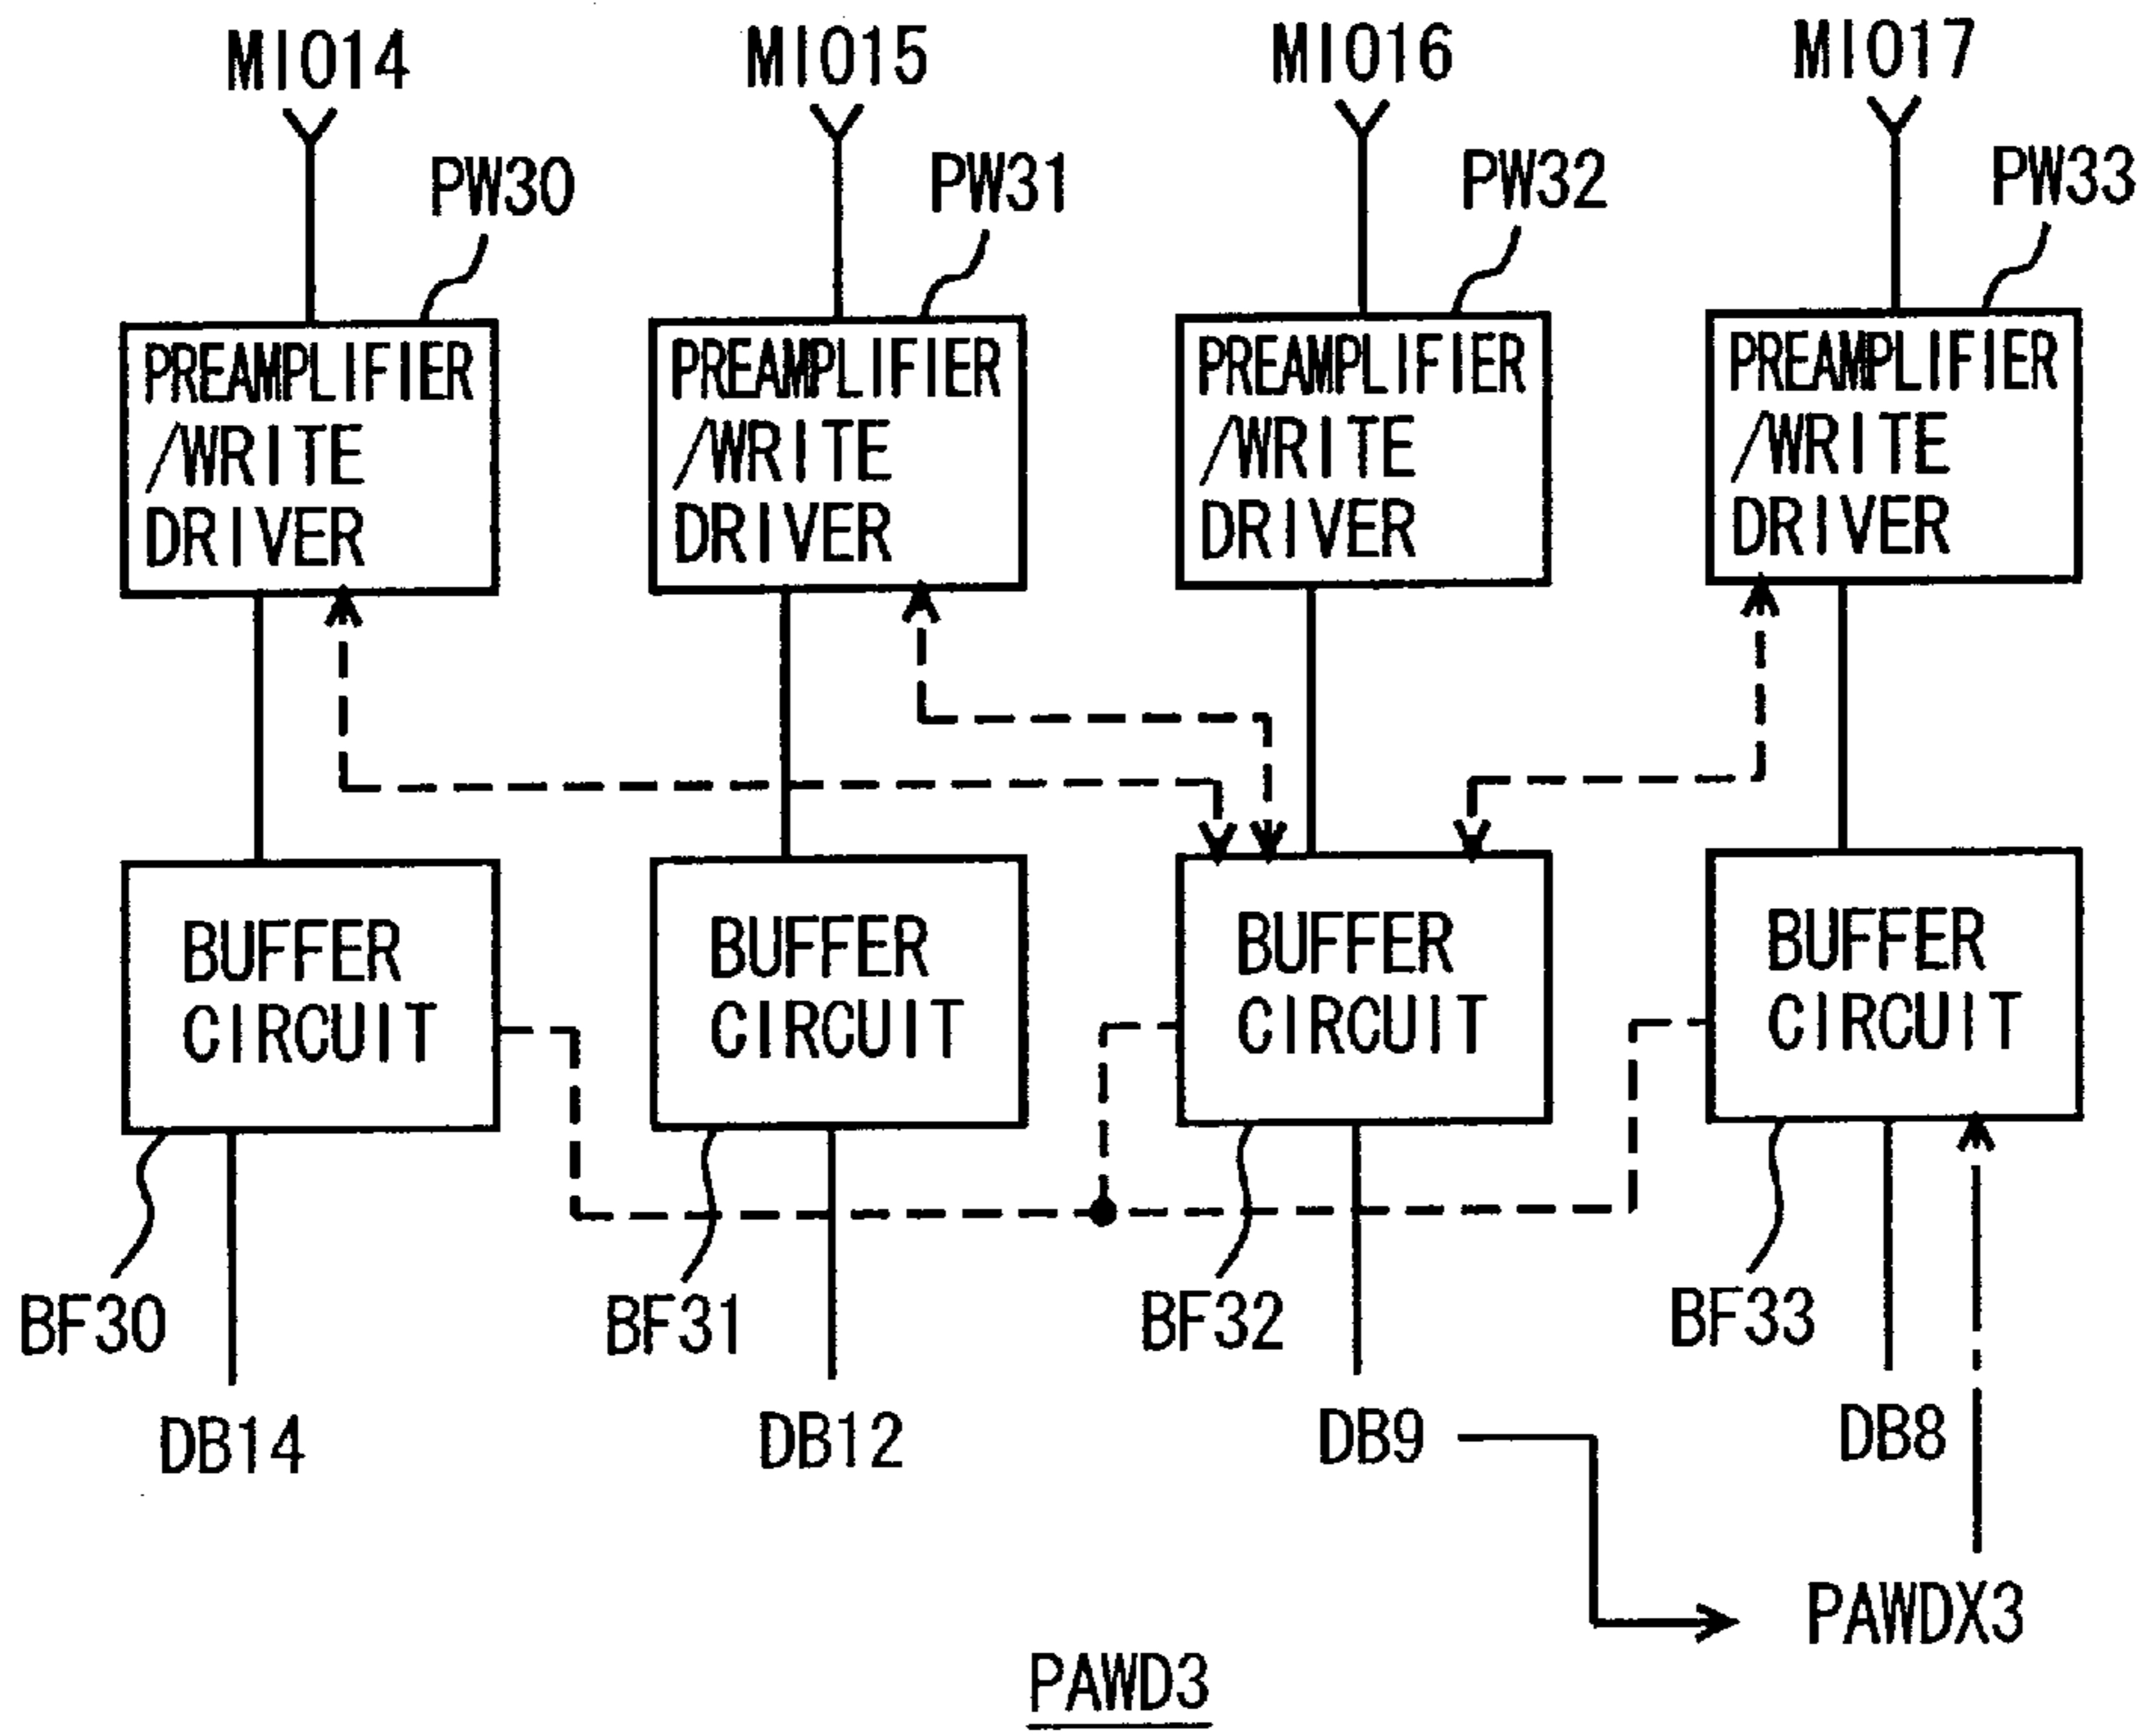 MIO14 MIO15 MIO16 MIO17
PW30 PW31 PW32 PW33
PREAMPLIFIER PREAMPLIFIER PREAMPLIFIER PREAMPLIFIER
/WRITE /WRITE /WRITE /WRITE
DRIVER DRIVER DRIVER DRIVER
BUFFER BUFFER BUFFER BUFFER
CIRCUIT CIRCUIT CIRCUIT CIRCUIT
BF30 BF31 BF32 BF33
DB14 DB12 DB9 DB8
PAWDX3
PAWD3